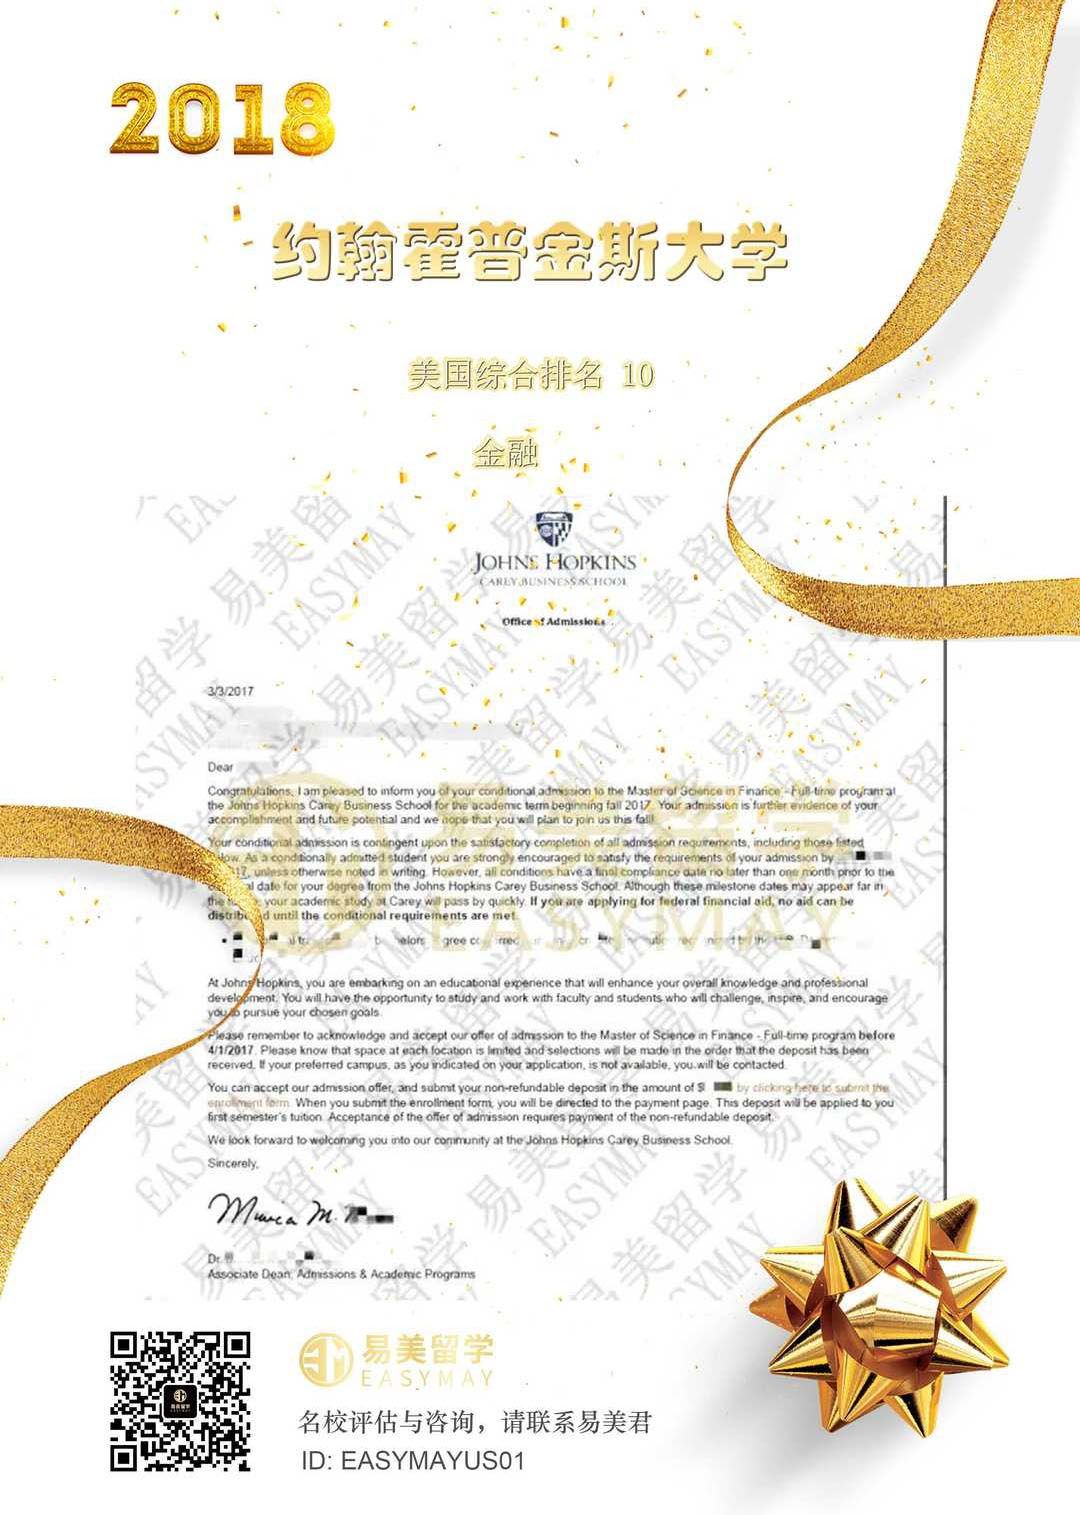 2018
约翰霍普金斯大学
美国综合排名 10
金融
JOHNS HOPKINS
CAREY BUSINESS SCHOOL
Office of Admissions
3/3/2017
Dear
Congratulations, I am pleased to inform you of your conditional admission to the Master of Science in Finance - Full-time program at
the Johns Hopkins Carey Business School for the academic term beginning fall 2017. Your admission is further evidence of your
accomplishment and future potential and we hope that you will plan to join us this fall!
Your conditional admission is contingent upon the satisfactory completion of all admission requirements, including those listed
As a conditionally admitted student you are strongly encouraged to satisfy the requirements of your admission by
unless otherwise noted in writing. However, all conditions have a final compliance date no later than one month prior to the
date for your degree from the Johns Hopkins Carey Business School. Although these milestone dates may appear far in
the your academic study at Carey will pass by quickly. If you are applying for federal financial aid, no aid can be
until the conditional requirements are met.
At Johns Hopkins, you are embarking on an educational experience that will enhance your overall knowledge and professional
development. You will have the opportunity to study and work with faculty and students who will challenge, inspire, and encourage
you to pursue your chosen goals.
Please remember to acknowledge and accept our offer of admission to the Master of Science in Finance - Full-time program before
4/1/2017. Please know that space at each location is limited and selections will be made in the order that the deposit has been
received. If your preferred campus, as you indicated on your application, is not available, you will be contacted.
You can accept our admission offer, and submit your non-refundable deposit in the amount of $ by clicking here to submit the
enrollment form. When you submit the enrollment form, you will be directed to the payment page. This deposit will be applied to you
first semester's tuition. Acceptance of the offer of admission requires payment of the non-refundable deposit.
We look forward to welcoming you into our community at the Johns Hopkins Carey Business School.
Sincerely,
Dr.
Associate Dean, Admissions & Academic Programs
易美留学
EASYMAY
名校评估与咨询，请联系易美君
ID: EASYMAYUS01